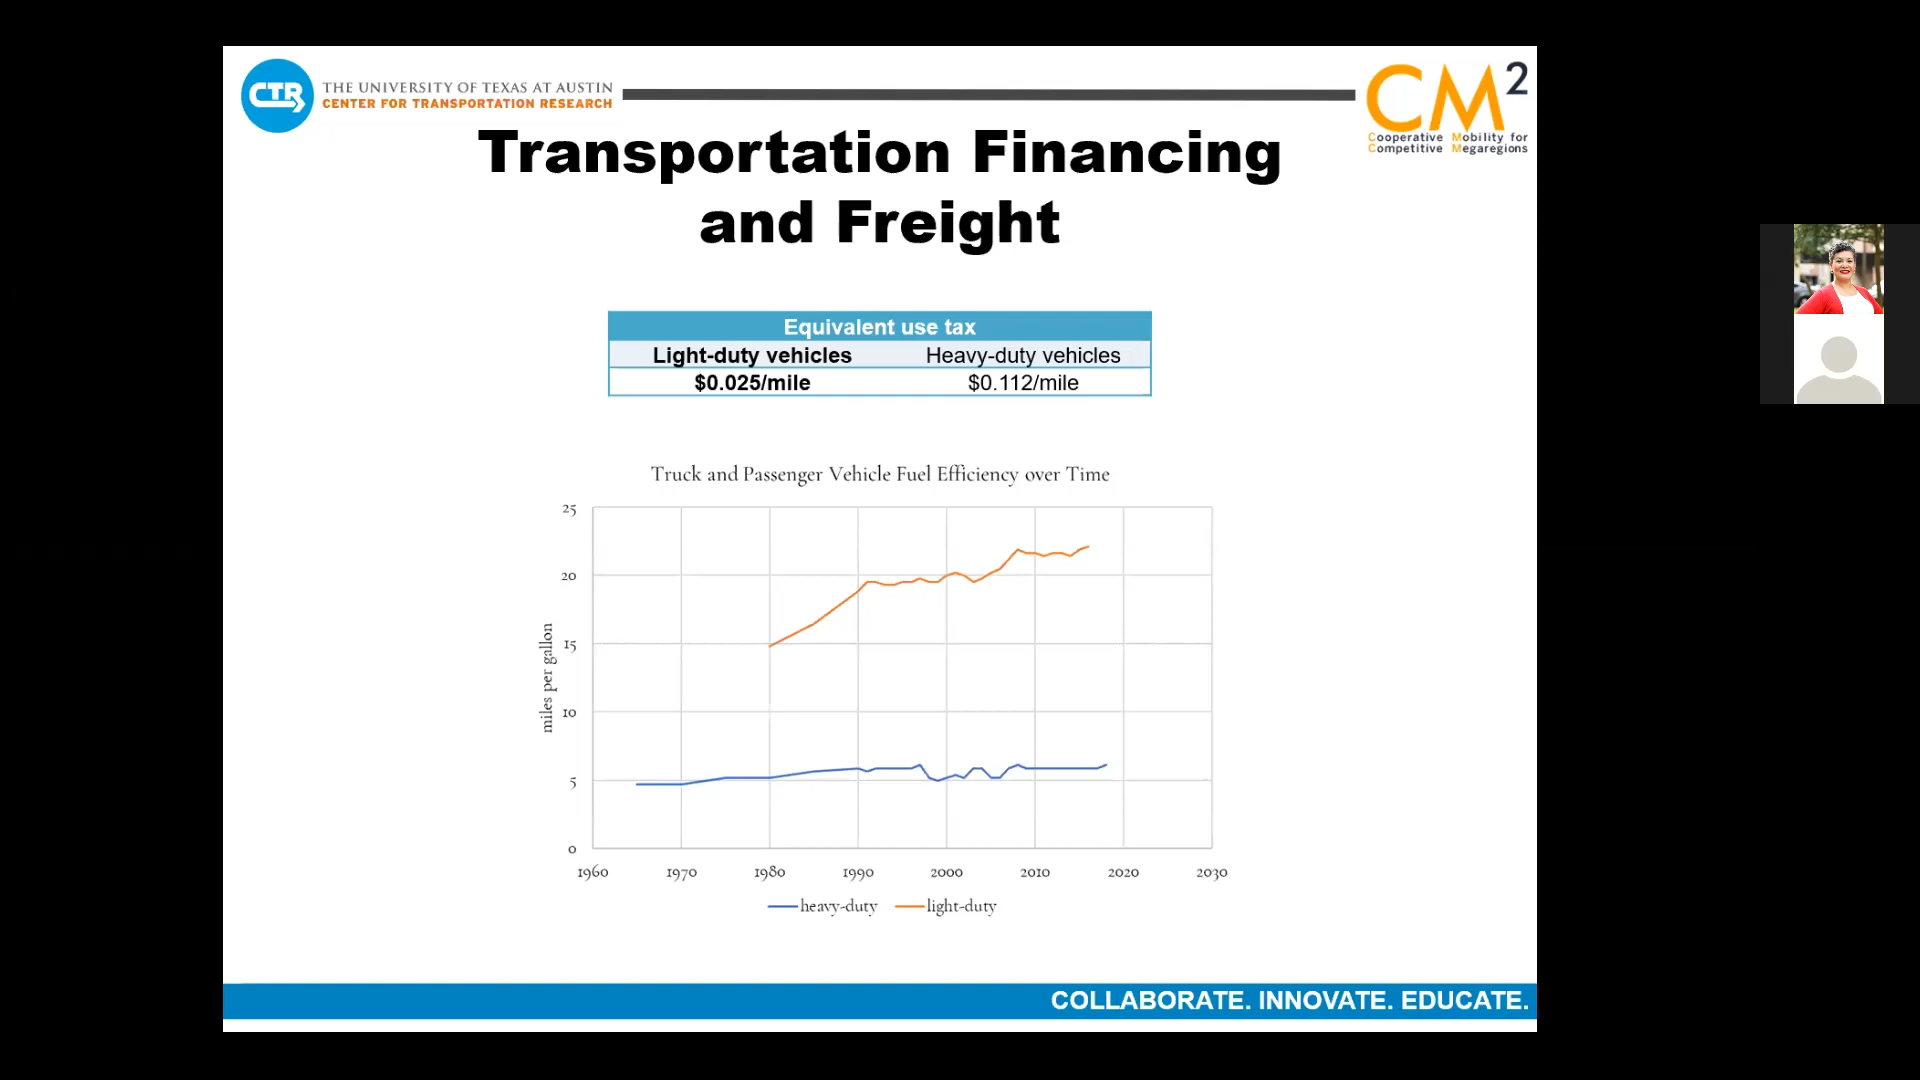 CTR
THE UNIVERSITY OF TEXAS AT AUSTIN
CENTER FOR TRANSPORTATION RESEARCH
CM2
Cooperative Mobility for
Competitive Megaregions
Transportation Financing
and Freight
Equivalent use tax
Light-duty vehicles Heavy-duty vehicles
$0.025/mile $0.112/mile
Truck and Passenger Vehicle Fuel Efficiency over Time
miles per gallon
25
20
15
10
5
0
1960 1970 1980 1990 2000 2010 2020 2030
heavy-duty light-duty
COLLABORATE. INNOVATE. EDUCATE.